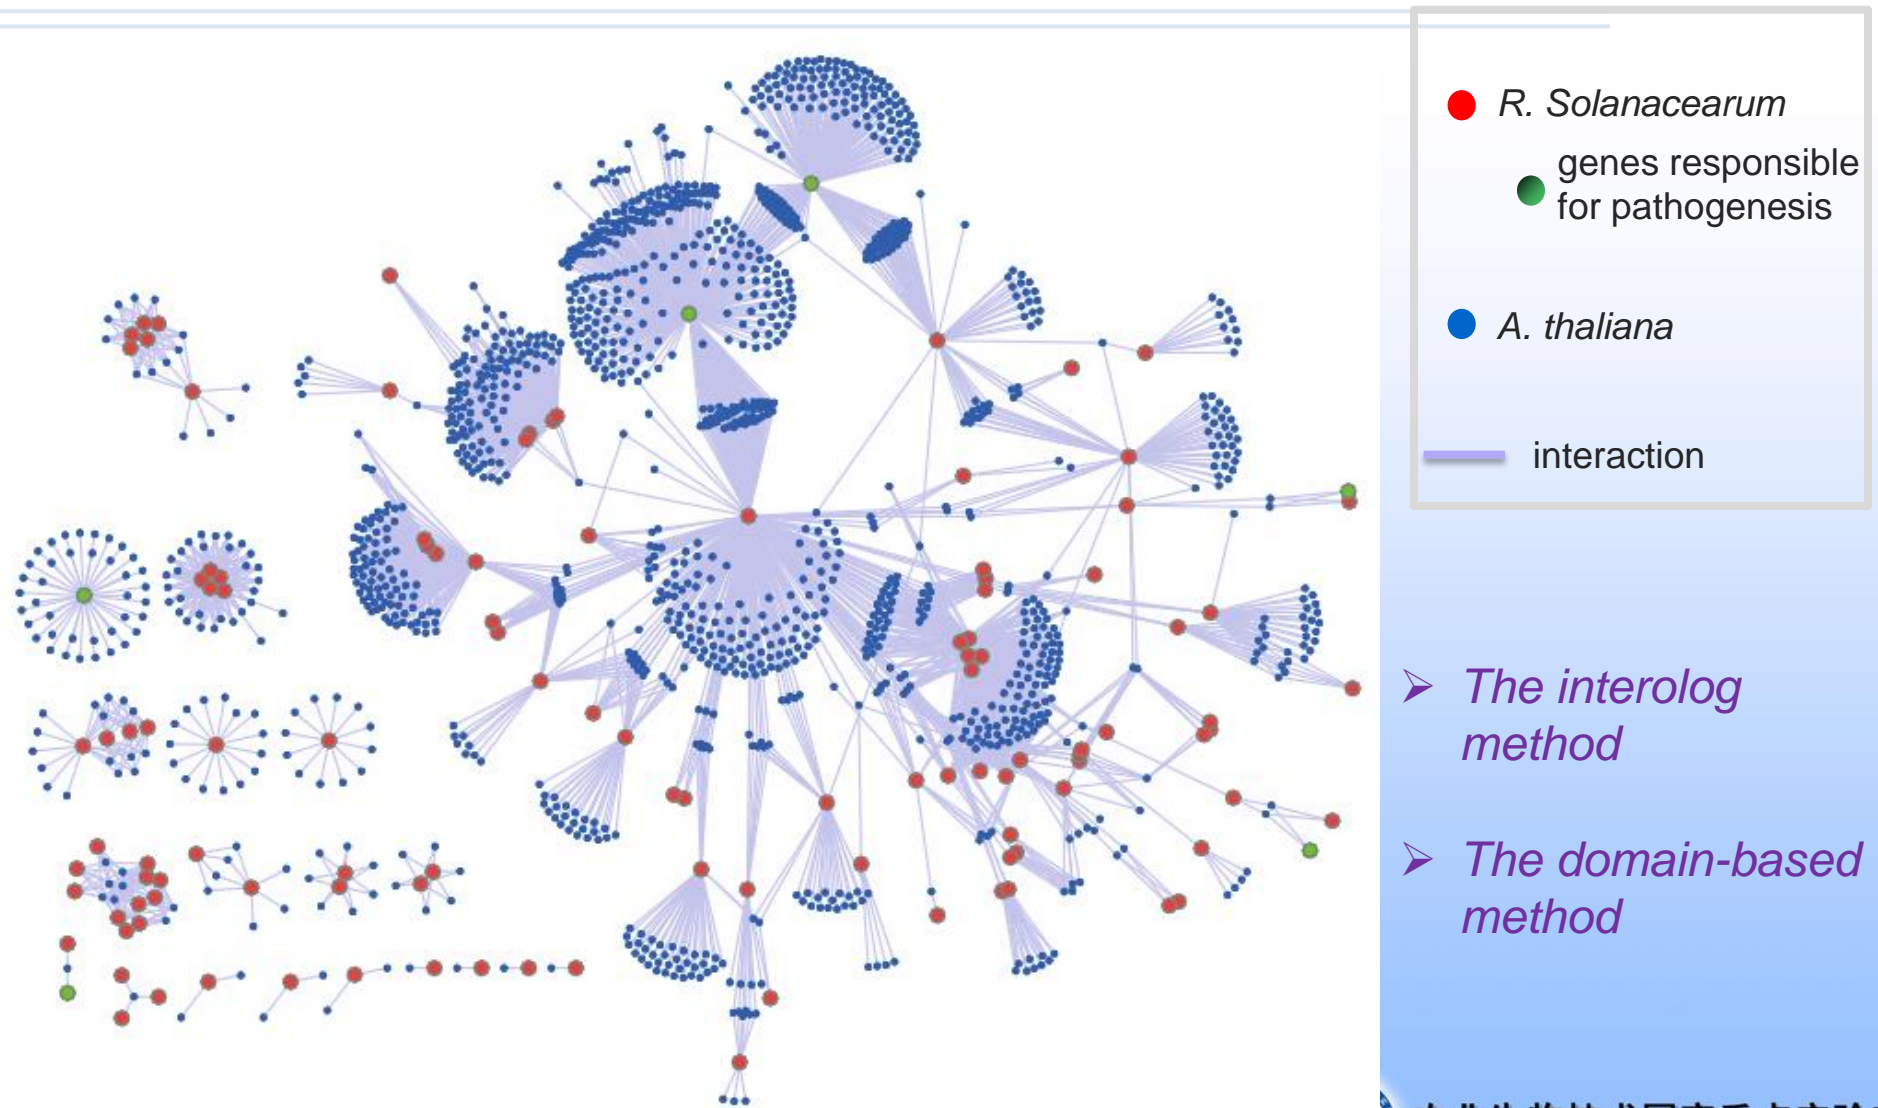 R. Solanacearum
genes responsible
for pathogenesis
A. thaliana
interaction
➢ The interolog
method
➢ The domain-based
method